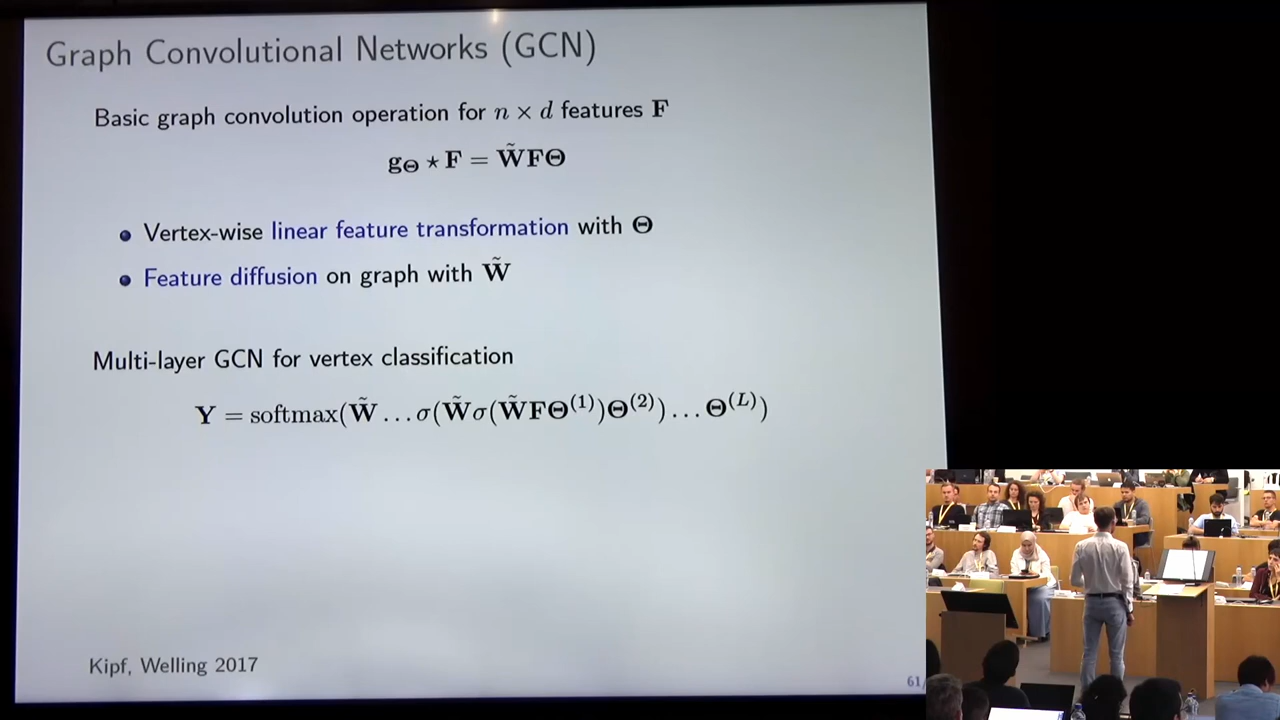 Graph Convolutional Networks (GCN)
Basic graph convolution operation for n × d features F
g_Θ ⋆ F = W̃FΘ
Vertex-wise linear feature transformation with Θ
Feature diffusion on graph with W̃
Multi-layer GCN for vertex classification
Y = softmax(W̃ … σ(W̃σ(W̃FΘ⁽¹⁾)Θ⁽²⁾) … Θ⁽ᴸ⁾)
Kipf, Welling 2017
61/